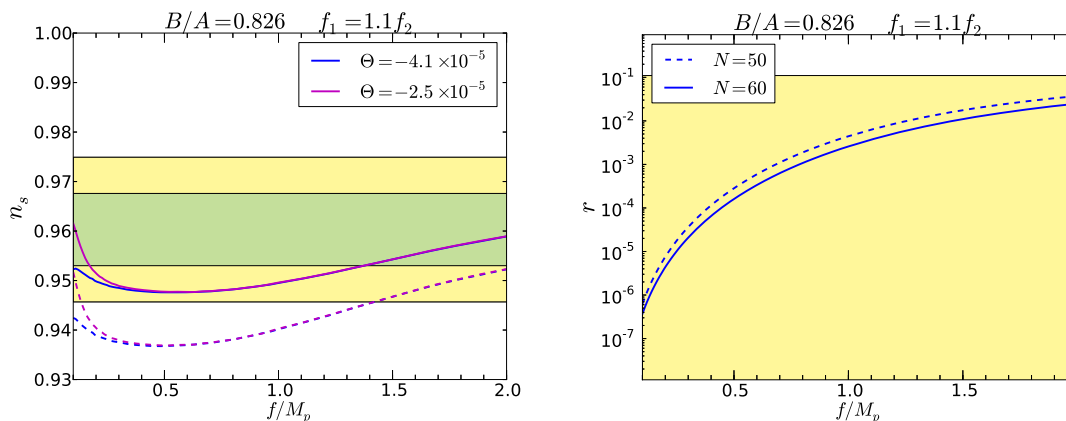 B/A=0.826 f₁=1.1f₂
1.00
0.99
0.98
0.97
0.96
0.95
0.94
0.93
n_s
Θ=−4.1×10⁻⁵
Θ=−2.5×10⁻⁵
0.5 1.0 1.5 2.0
f/M_p
B/A=0.826 f₁=1.1f₂
10⁻¹
10⁻²
10⁻³
10⁻⁴
10⁻⁵
10⁻⁶
10⁻⁷
r
N=50
N=60
0.5 1.0 1.5
f/M_p